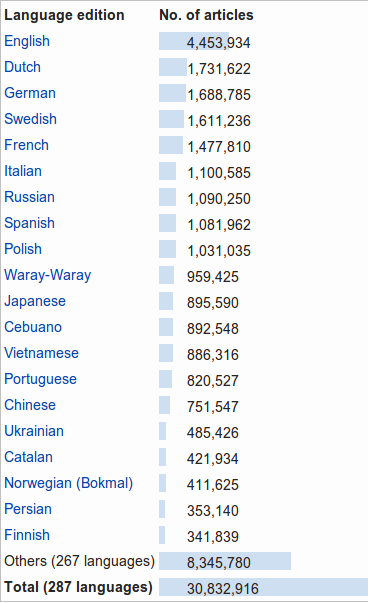 Language edition No. of articles
English 4,453,934
Dutch 1,731,622
German 1,688,785
Swedish 1,611,236
French 1,477,810
Italian 1,100,585
Russian 1,090,250
Spanish 1,081,962
Polish 1,031,035
Waray-Waray 959,425
Japanese 895,590
Cebuano 892,548
Vietnamese 886,316
Portuguese 820,527
Chinese 751,547
Ukrainian 485,426
Catalan 421,934
Norwegian (Bokmal) 411,625
Persian 353,140
Finnish 341,839
Others (267 languages) 8,345,780
Total (287 languages) 30,832,916